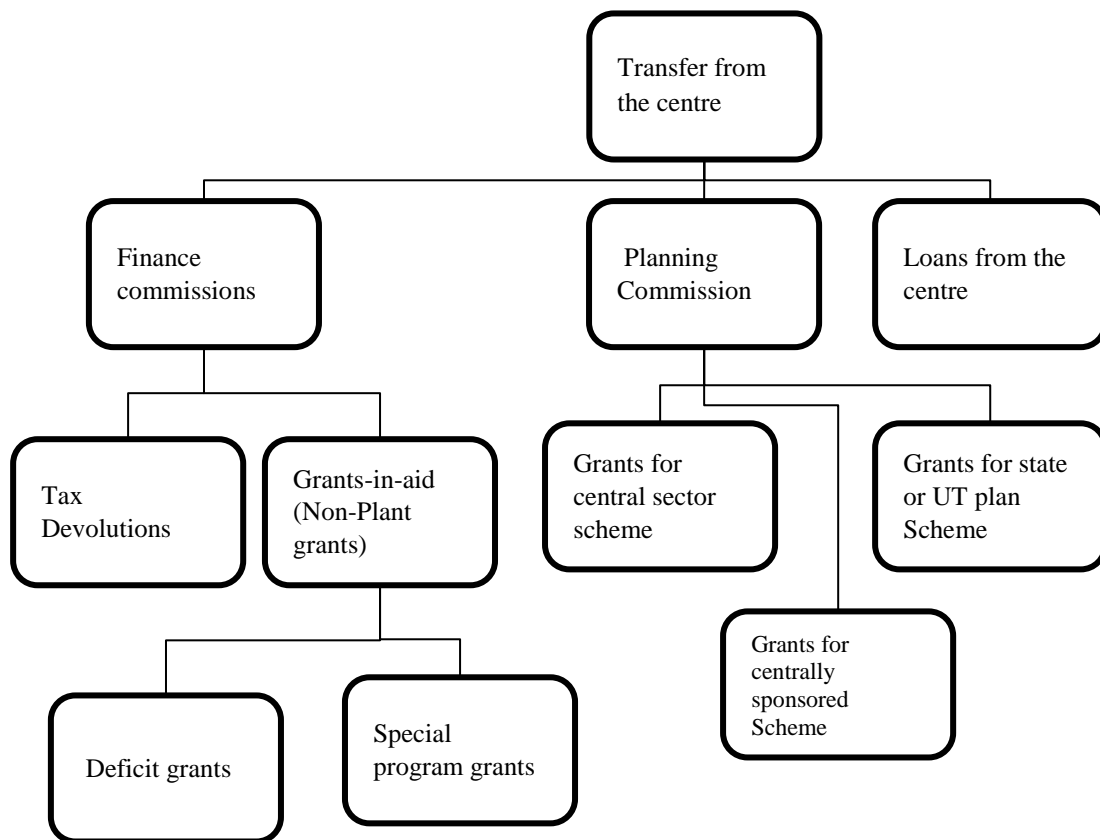 Transfer from
the centre
Finance
commissions
Planning
Commission
Loans from the
centre
Tax
Devolutions
Grants-in-aid
(Non-Plant
grants)
Grants for
central sector
scheme
Grants for state
or UT plan
Scheme
Grants for
centrally
sponsored
Scheme
Deficit grants
Special
program grants